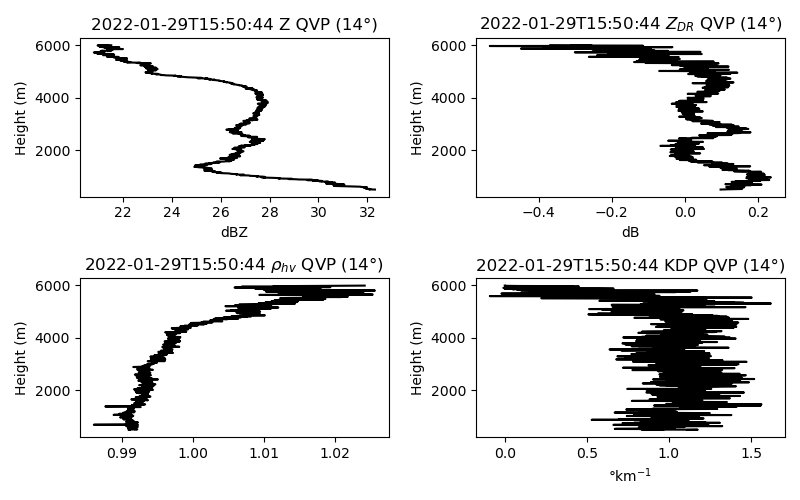 2022-01-29T15:50:44 Z QVP (14°)
6000
4000
2000
Height (m)
22 24 26 28 30 32
dBZ
2022-01-29T15:50:44 Z_DR QVP (14°)
6000
4000
2000
Height (m)
−0.4 −0.2 0.0 0.2
dB
2022-01-29T15:50:44 ρ_hv QVP (14°)
6000
4000
2000
Height (m)
0.99 1.00 1.01 1.02
2022-01-29T15:50:44 KDP QVP (14°)
6000
4000
2000
Height (m)
0.0 0.5 1.0 1.5
°km⁻¹